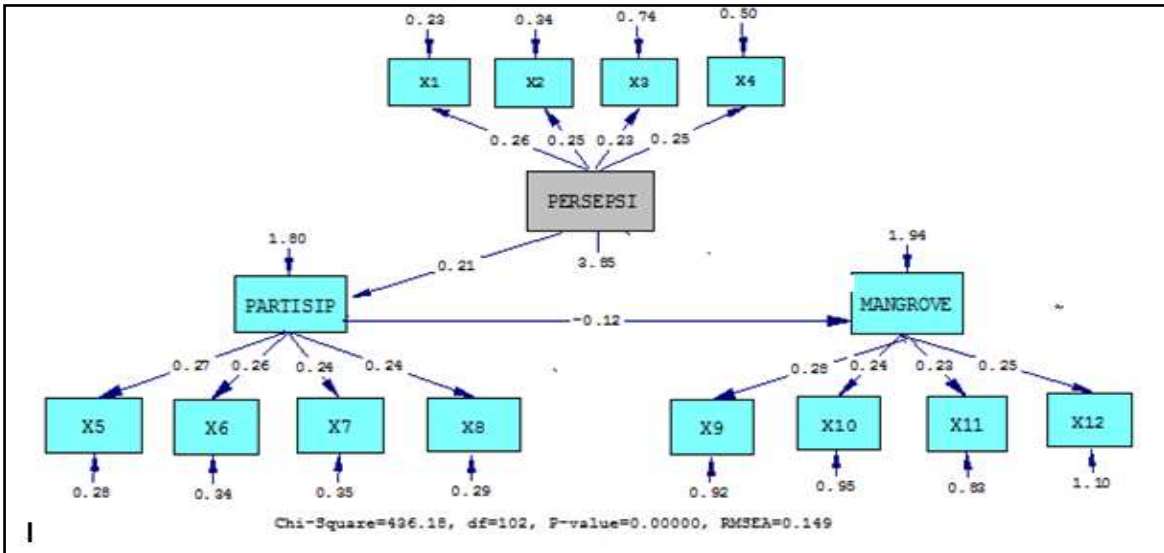 0.23 0.34 0.74 0.50
X1 X2 X3 X4
0.26 0.25 0.23 0.25
PERSEPSI
1.80 1.94
0.21 3.85
PARTISIP MANGROVE
-0.12
0.27 0.26 0.24 0.24 0.28 0.24 0.23 0.25
X5 X6 X7 X8 X9 X10 X11 X12
0.28 0.34 0.35 0.29 0.92 0.95 0.83 1.10
Chi-Square=436.18, df=102, P-value=0.00000, RMSEA=0.149